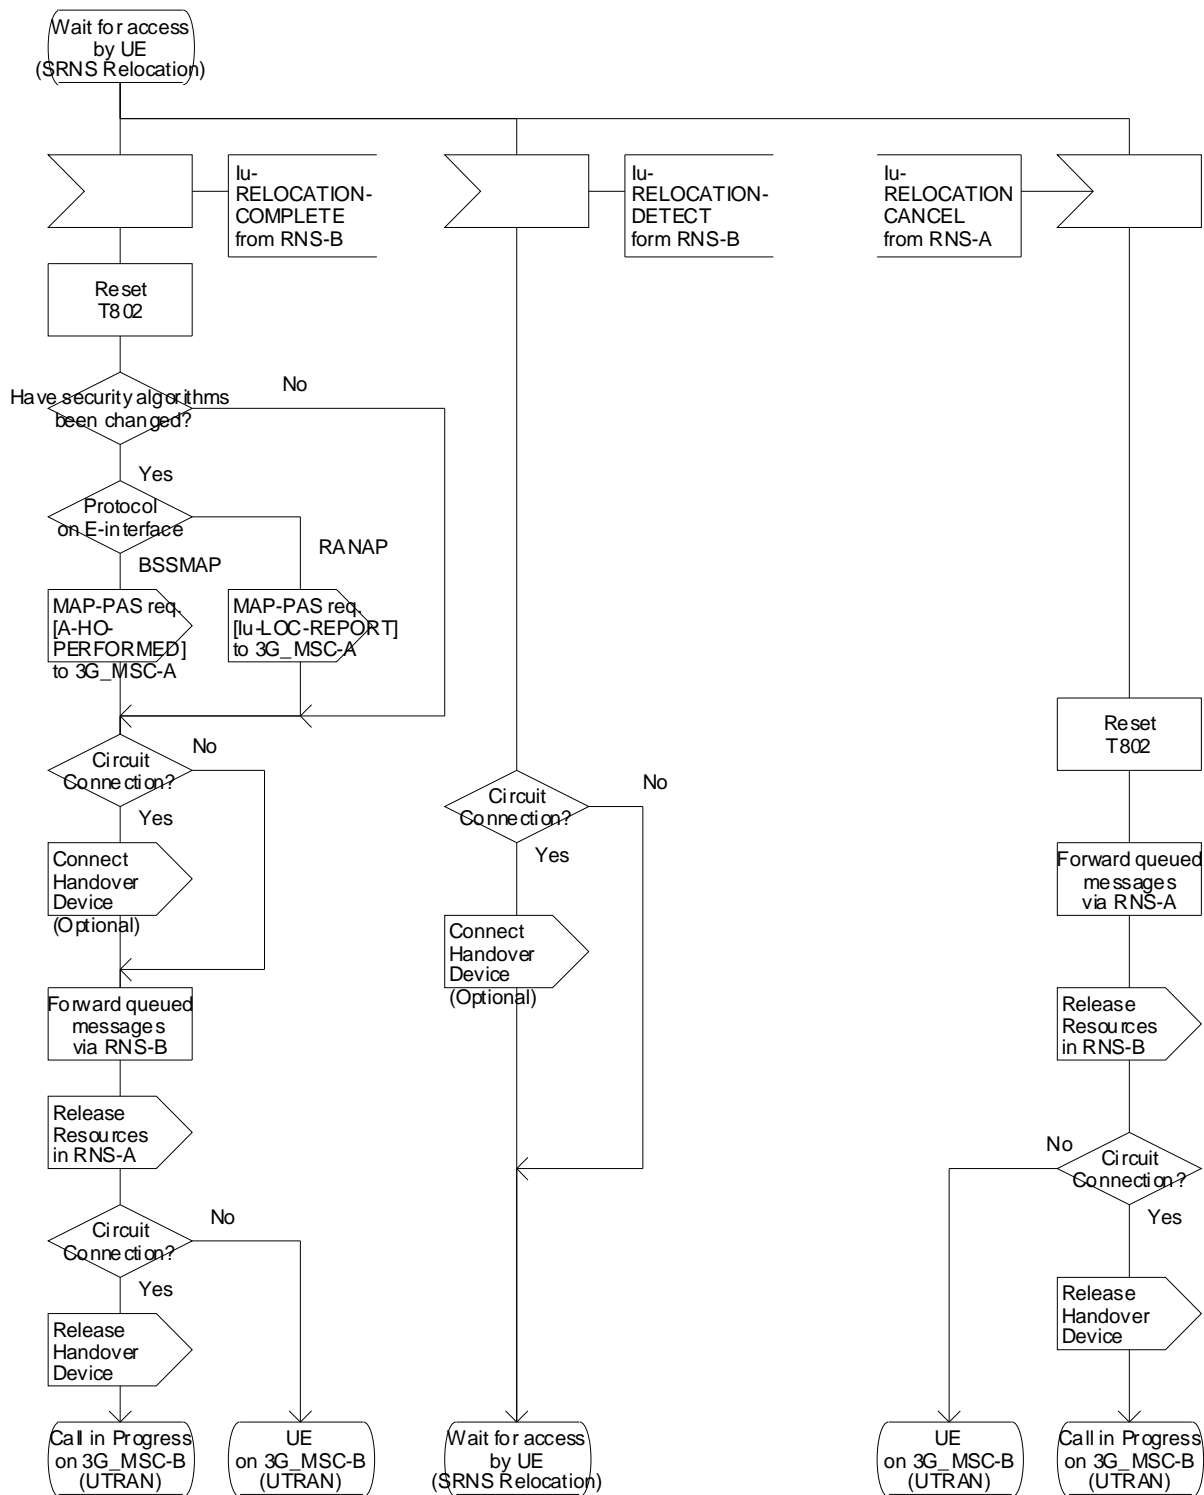 Wait for access
by UE
(SRNS Relocation)
Iu-
RELOCATION-
COMPLETE
from RNS-B
Iu-
RELOCATION-
DETECT
form RNS-B
Iu-
RELOCATION
CANCEL
from RNS-A
Reset
T802
Have security algorithms
been changed?
No
Yes
Protocol
on E-interface
RANAP
BSSMAP
MAP-PAS req.
[A-HO-
PERFORMED]
to 3G_MSC-A
MAP-PAS req.
[Iu-LOC-REPORT]
to 3G_MSC-A
Circuit
Connection?
No
Yes
Connect
Handover
Device
(Optional)
Forward queued
messages
via RNS-B
Release
Resources
in RNS-A
Circuit
Connection?
No
Yes
Release
Handover
Device
Call in Progress
on 3G_MSC-B
(UTRAN)
UE
on 3G_MSC-B
(UTRAN)
Circuit
Connection?
No
Yes
Connect
Handover
Device
(Optional)
Wait for access
by UE
(SRNS Relocation)
Reset
T802
Forward queued
messages
via RNS-A
Release
Resources
in RNS-B
No
Circuit
Connection?
Yes
Release
Handover
Device
UE
on 3G_MSC-B
(UTRAN)
Call in Progress
on 3G_MSC-B
(UTRAN)